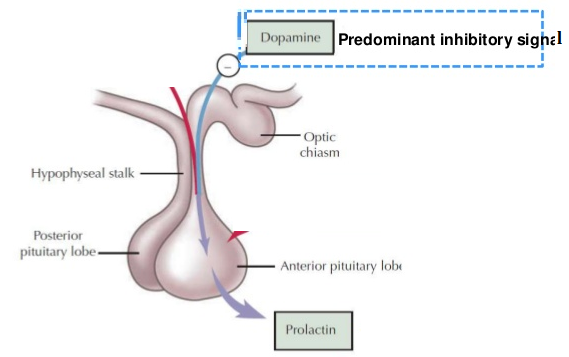 Dopamine
Predominant inhibitory signal
–
Optic
chiasm
Hypophyseal stalk
Posterior
pituitary lobe
Anterior pituitary lobe
Prolactin